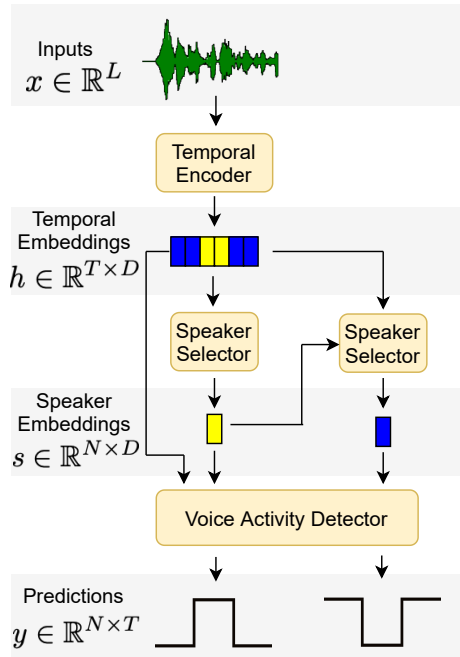 Inputs
x ∈ ℝ^L
Temporal
Encoder
Temporal
Embeddings
h ∈ ℝ^{T×D}
Speaker
Selector
Speaker
Selector
Speaker
Embeddings
s ∈ ℝ^{N×D}
Voice Activity Detector
Predictions
y ∈ ℝ^{N×T}